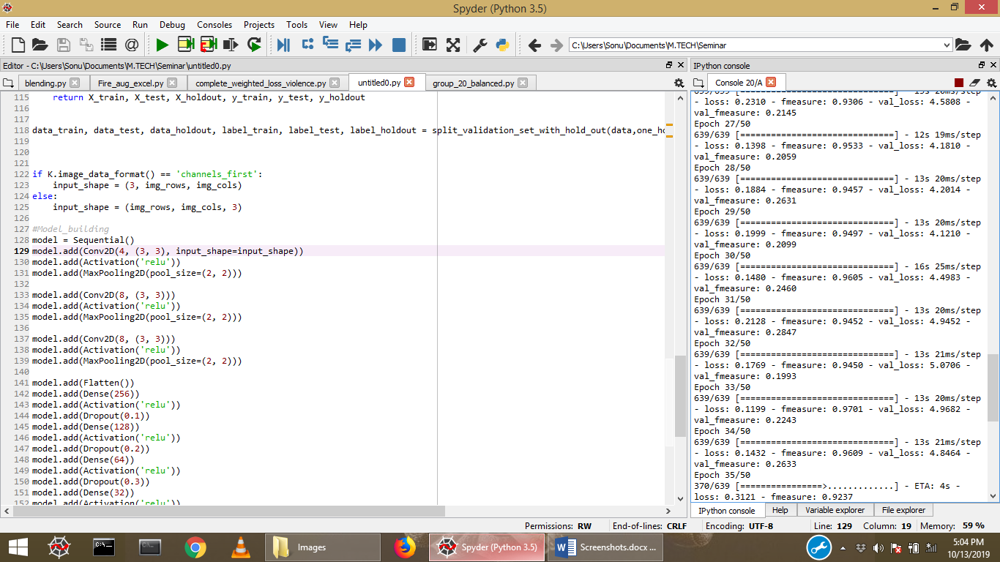 Spyder (Python 3.5)
File Edit Search Source Run Debug Consoles Projects Tools View Help
C:\Users\Sonu\Documents\M.TECH\Seminar
Editor - C:\Users\Sonu\Documents\M.TECH\Seminar\untitled0.py
blending.py Fire_aug_excel.py complete_weighted_loss_violence.py untitled0.py group_20_balanced.py
115     return X_train, X_test, X_holdout, y_train, y_test, y_holdout
116
117
118 data_train, data_test, data_holdout, label_train, label_test, label_holdout = split_validation_set_with_hold_out(data,one_ho
119
120
121
122 if K.image_data_format() == 'channels_first':
123     input_shape = (3, img_rows, img_cols)
124 else:
125     input_shape = (img_rows, img_cols, 3)
126
127 #Model_building
128 model = Sequential()
129 model.add(Conv2D(4, (3, 3), input_shape=input_shape))
130 model.add(Activation('relu'))
131 model.add(MaxPooling2D(pool_size=(2, 2)))
132
133 model.add(Conv2D(8, (3, 3)))
134 model.add(Activation('relu'))
135 model.add(MaxPooling2D(pool_size=(2, 2)))
136
137 model.add(Conv2D(8, (3, 3)))
138 model.add(Activation('relu'))
139 model.add(MaxPooling2D(pool_size=(2, 2)))
140
141 model.add(Flatten())
142 model.add(Dense(256))
143 model.add(Activation('relu'))
144 model.add(Dropout(0.1))
145 model.add(Dense(128))
146 model.add(Activation('relu'))
147 model.add(Dropout(0.2))
148 model.add(Dense(64))
149 model.add(Activation('relu'))
150 model.add(Dropout(0.3))
151 model.add(Dense(32))
152 model.add(Activation('relu'))
IPython console
Console 20/A
639/639 [==============================] - 13s 20ms/step
- loss: 0.2310 - fmeasure: 0.9306 - val_loss: 4.5808 -
val_fmeasure: 0.2145
Epoch 27/50
639/639 [==============================] - 12s 19ms/step
- loss: 0.1398 - fmeasure: 0.9533 - val_loss: 4.1810 -
val_fmeasure: 0.2059
Epoch 28/50
639/639 [==============================] - 13s 20ms/step
- loss: 0.1884 - fmeasure: 0.9457 - val_loss: 4.2014 -
val_fmeasure: 0.2631
Epoch 29/50
639/639 [==============================] - 13s 20ms/step
- loss: 0.1999 - fmeasure: 0.9497 - val_loss: 4.1210 -
val_fmeasure: 0.2099
Epoch 30/50
639/639 [==============================] - 16s 25ms/step
- loss: 0.1480 - fmeasure: 0.9605 - val_loss: 4.4983 -
val_fmeasure: 0.2460
Epoch 31/50
639/639 [==============================] - 13s 20ms/step
- loss: 0.2128 - fmeasure: 0.9452 - val_loss: 4.9452 -
val_fmeasure: 0.2847
Epoch 32/50
639/639 [==============================] - 13s 21ms/step
- loss: 0.1769 - fmeasure: 0.9450 - val_loss: 5.0706 -
val_fmeasure: 0.1993
Epoch 33/50
639/639 [==============================] - 13s 20ms/step
- loss: 0.1199 - fmeasure: 0.9701 - val_loss: 4.9682 -
val_fmeasure: 0.2243
Epoch 34/50
639/639 [==============================] - 13s 21ms/step
- loss: 0.1432 - fmeasure: 0.9609 - val_loss: 4.8464 -
val_fmeasure: 0.2633
Epoch 35/50
370/639 [================>.............] - ETA: 4s -
loss: 0.3121 - fmeasure: 0.9237
IPython console Help Variable explorer File explorer
Permissions: RW End-of-lines: CRLF Encoding: UTF-8 Line: 129 Column: 19 Memory: 59 %
Images Spyder (Python 3.5) Screenshots.docx ...
5:04 PM
10/13/2019